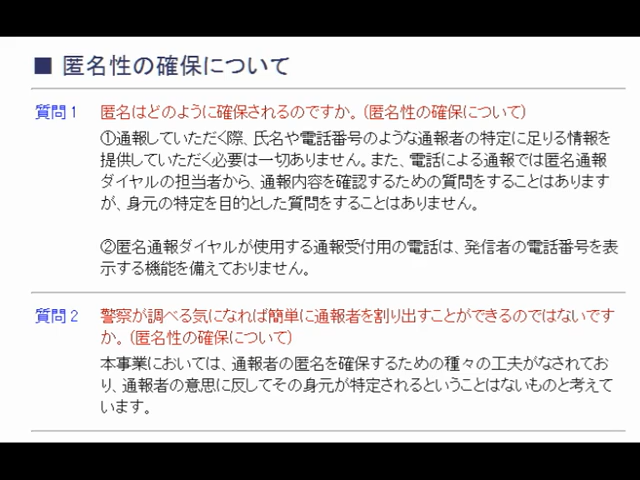 ■ 匿名性の確保について
質問1 匿名はどのように確保されるのですか。(匿名性の確保について)
①通報していただく際、氏名や電話番号のような通報者の特定に足りる情報を
提供していただく必要は一切ありません。また、電話による通報では匿名通報
ダイヤルの担当者から、通報内容を確認するための質問をすることはあります
が、身元の特定を目的とした質問をすることはありません。
②匿名通報ダイヤルが使用する通報受付用の電話は、発信者の電話番号を表
示する機能を備えておりません。
質問2 警察が調べる気になれば簡単に通報者を割り出すことができるのではないです
か。(匿名性の確保について)
本事業においては、通報者の匿名を確保するための種々の工夫がなされてお
り、通報者の意思に反してその身元が特定されるということはないものと考えて
います。